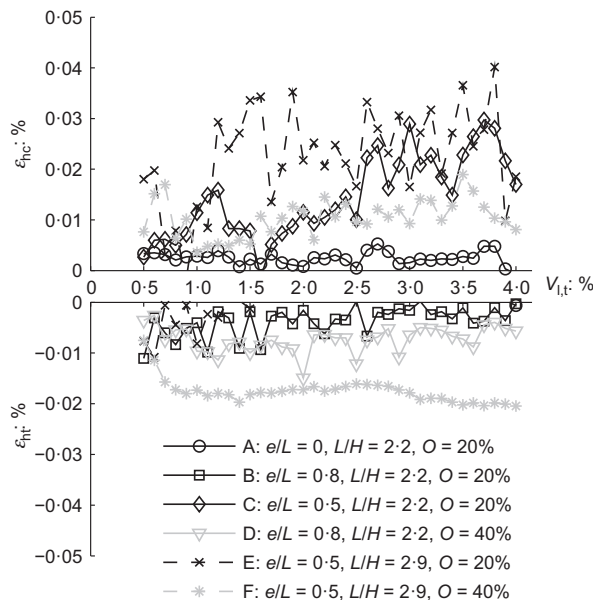 0·05
0·04
0·03
0·02
0·01
0
εhc: %
0 0·5 1·0 1·5 2·0 2·5 3·0 3·5 4·0 Vl,t: %
0
−0·01
−0·02
−0·03
−0·04
−0·05
εht: %
A: e/L = 0, L/H = 2·2, O = 20%
B: e/L = 0·8, L/H = 2·2, O = 20%
C: e/L = 0·5, L/H = 2·2, O = 20%
D: e/L = 0·8, L/H = 2·2, O = 40%
E: e/L = 0·5, L/H = 2·9, O = 20%
F: e/L = 0·5, L/H = 2·9, O = 40%